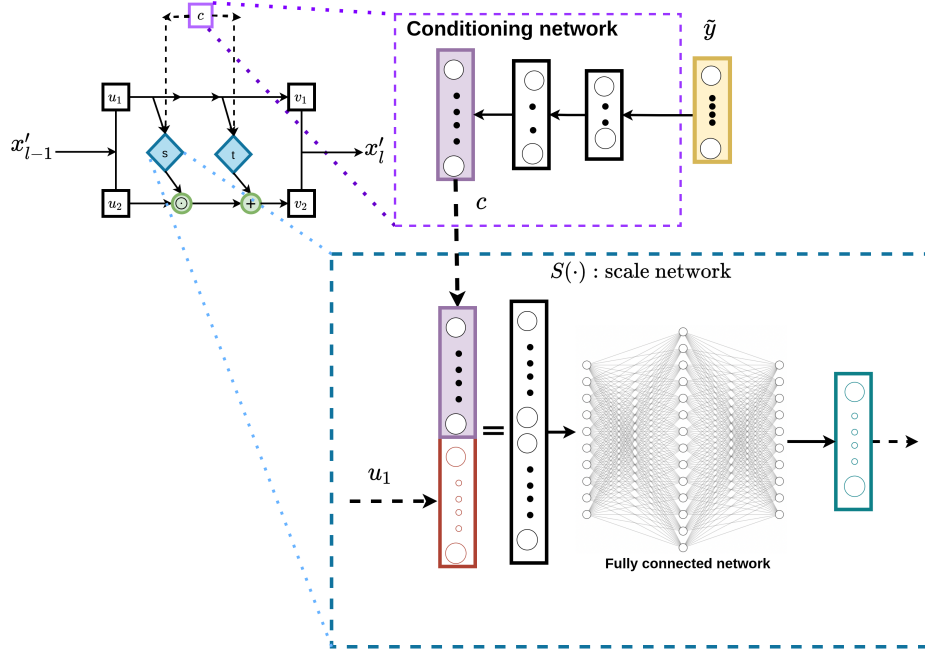 c
Conditioning network
ỹ
u₁
v₁
x′ₗ₋₁
s
t
x′ₗ
u₂
⊙
+
v₂
c
S(·) : scale network
=
u₁
Fully connected network